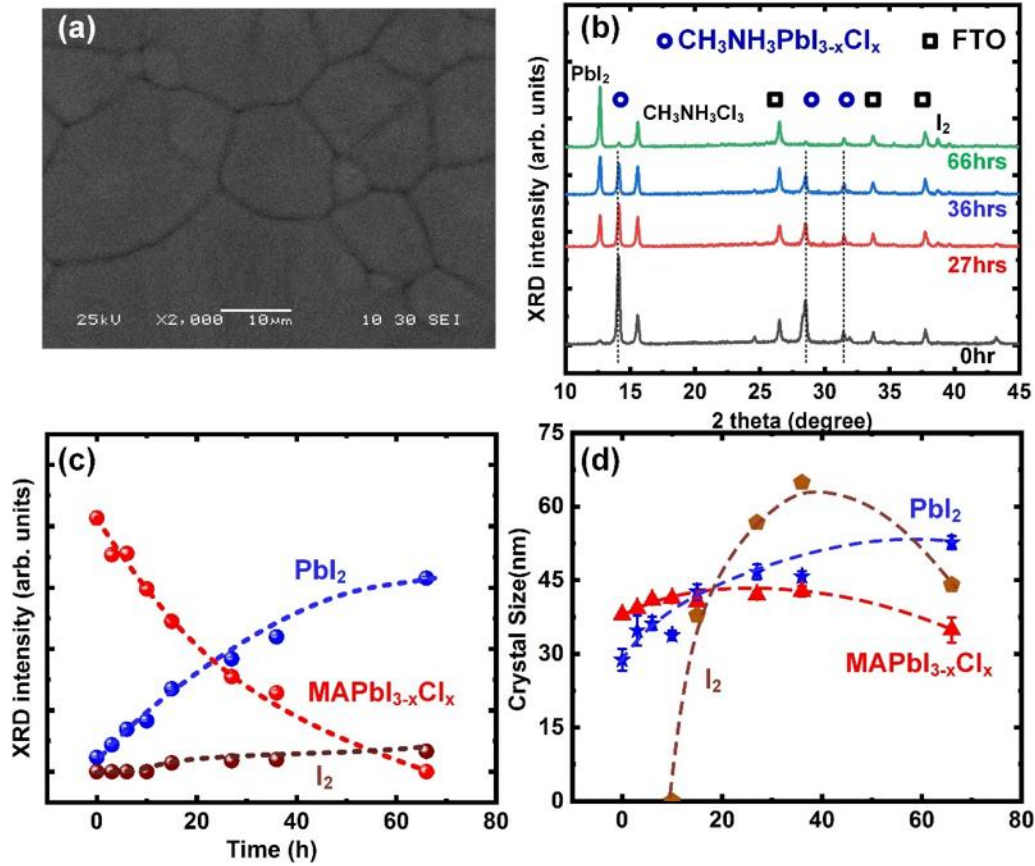 (a)
25kV X2,000 10μm 10 30 SEI
(b)
CH₃NH₃PbI₃₋ₓClₓ FTO
PbI₂
CH₃NH₃Cl₃
I₂
66hrs
36hrs
27hrs
0hr
XRD intensity (arb. units)
10 15 20 25 30 35 40 45
2 theta (degree)
(c)
XRD intensity (arb. units)
PbI₂
MAPbI₃₋ₓClₓ
I₂
0 20 40 60 80
Time (h)
(d)
Crystal Size(nm)
75
60
45
30
15
0
PbI₂
MAPbI₃₋ₓClₓ
I₂
0 20 40 60 80